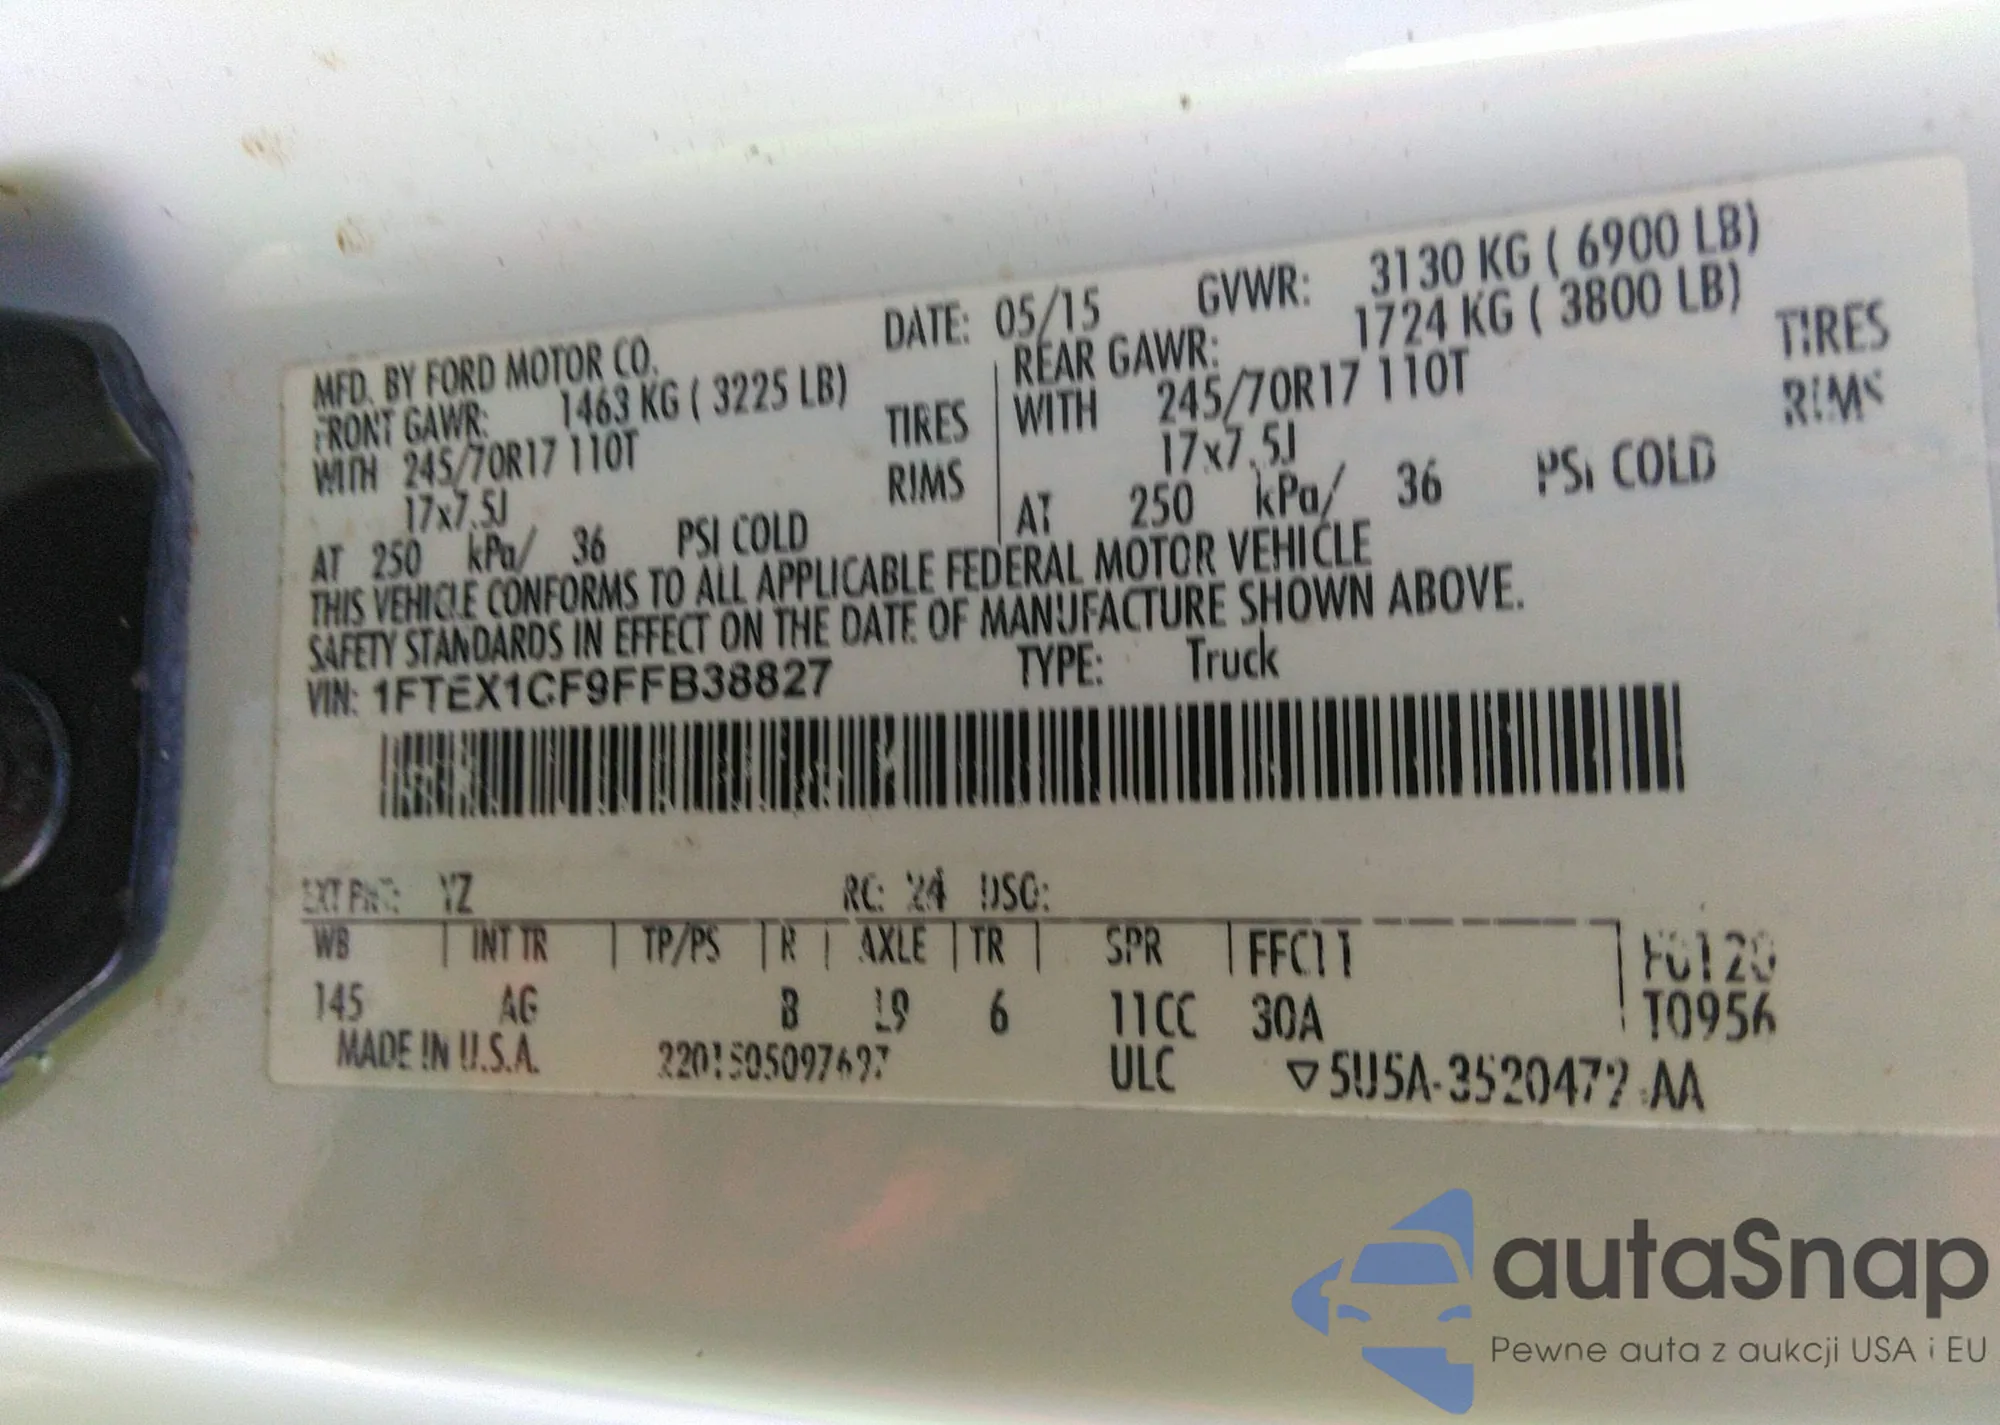 MFD. BY FORD MOTOR CO. DATE: 05/15 GVWR: 3130 KG ( 6900 LB)
FRONT GAWR: 1463 KG ( 3225 LB)
WITH 245/70R17 110T TIRES
17x7.5J RIMS
AT 250 kPa/ 36 PSI COLD
REAR GAWR: 1724 KG ( 3800 LB)
WITH 245/70R17 110T TIRES
17x7.5J RIMS
AT 250 kPa/ 36 PSI COLD
THIS VEHICLE CONFORMS TO ALL APPLICABLE FEDERAL MOTOR VEHICLE
SAFETY STANDARDS IN EFFECT ON THE DATE OF MANUFACTURE SHOWN ABOVE.
VIN: 1FTEX1CF9FFB38827 TYPE: Truck
EXT PNT: YZ RC: 24 DSO:
WB INT TR TP/PS R AXLE TR SPR FFC11 F0120
145 AG B 19 6 11CC 30A T0956
MADE IN U.S.A. 2201505097697 ULC ▽5U5A-3520472-AA
autaSnap
Pewne auta z aukcji USA i EU